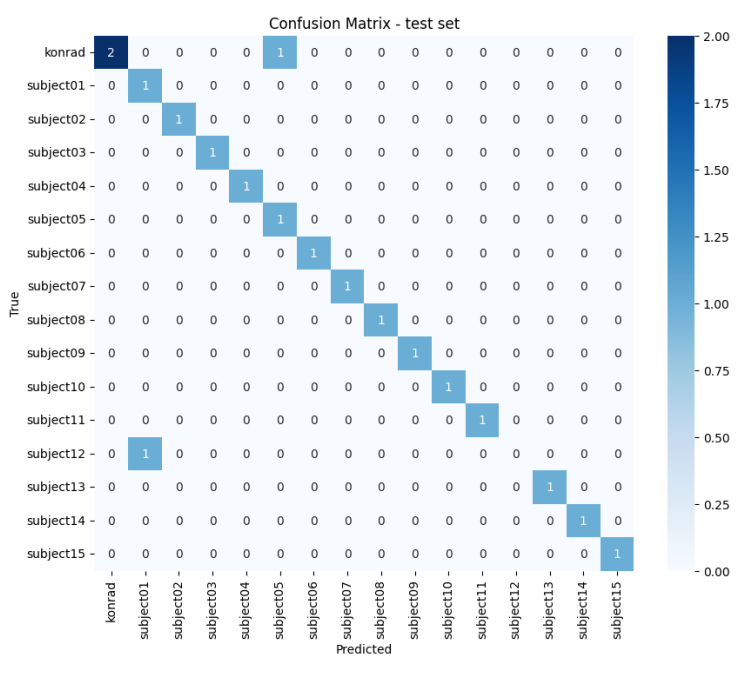 Confusion Matrix - test set
konrad 2 0 0 0 0 1 0 0 0 0 0 0 0 0 0 0
subject01 0 1 0 0 0 0 0 0 0 0 0 0 0 0 0 0
subject02 0 0 1 0 0 0 0 0 0 0 0 0 0 0 0 0
subject03 0 0 0 1 0 0 0 0 0 0 0 0 0 0 0 0
subject04 0 0 0 0 1 0 0 0 0 0 0 0 0 0 0 0
subject05 0 0 0 0 0 1 0 0 0 0 0 0 0 0 0 0
subject06 0 0 0 0 0 0 1 0 0 0 0 0 0 0 0 0
subject07 0 0 0 0 0 0 0 1 0 0 0 0 0 0 0 0
subject08 0 0 0 0 0 0 0 0 1 0 0 0 0 0 0 0
subject09 0 0 0 0 0 0 0 0 0 1 0 0 0 0 0 0
subject10 0 0 0 0 0 0 0 0 0 0 1 0 0 0 0 0
subject11 0 0 0 0 0 0 0 0 0 0 0 1 0 0 0 0
subject12 0 1 0 0 0 0 0 0 0 0 0 0 0 0 0 0
subject13 0 0 0 0 0 0 0 0 0 0 0 0 0 1 0 0
subject14 0 0 0 0 0 0 0 0 0 0 0 0 0 0 1 0
subject15 0 0 0 0 0 0 0 0 0 0 0 0 0 0 0 1
True
konrad subject01 subject02 subject03 subject04 subject05 subject06 subject07 subject08 subject09 subject10 subject11 subject12 subject13 subject14 subject15
Predicted
2.00
1.75
1.50
1.25
1.00
0.75
0.50
0.25
0.00